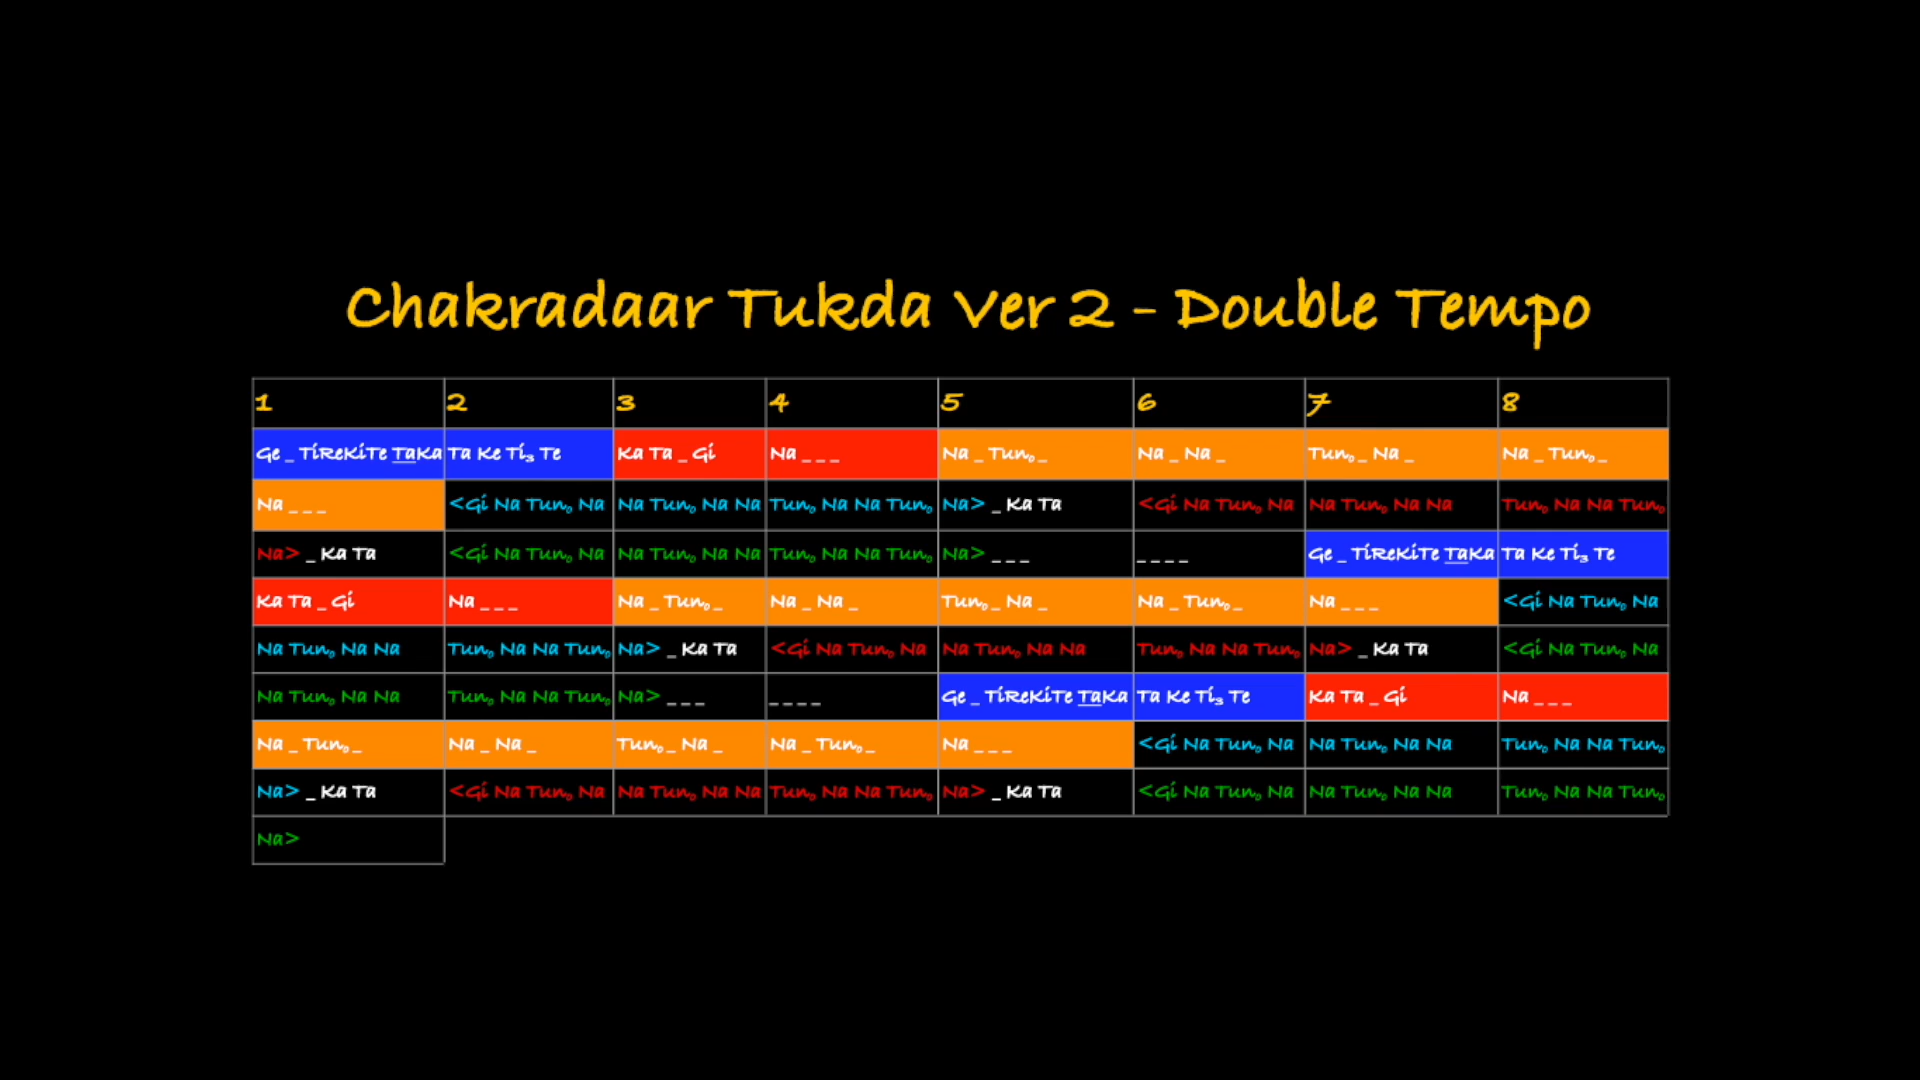 Chakradaar Tukda Ver 2 - Double Tempo
1 2 3 4 5 6 7 8
Ge _ TiReKiTe TaKa Ta Ke Ti₃ Te Ka Ta _ Gi Na _ _ _ Na _ Tun₀ _ Na _ Na _ Tun₀ _ Na _ Na _ Tun₀ _
Na _ _ _ <Gi Na Tun₀ Na Na Tun₀ Na Na Tun₀ Na Na Tun₀ Na> _ Ka Ta <Gi Na Tun₀ Na Na Tun₀ Na Na Tun₀ Na Na Tun₀
Na> _ Ka Ta <Gi Na Tun₀ Na Na Tun₀ Na Na Tun₀ Na Na Tun₀ Na> _ _ _ _ _ _ _ Ge _ TiReKiTe TaKa Ta Ke Ti₃ Te
Ka Ta _ Gi Na _ _ _ Na _ Tun₀ _ Na _ Na _ Tun₀ _ Na _ Na _ Tun₀ _ Na _ _ _ <Gi Na Tun₀ Na
Na Tun₀ Na Na Tun₀ Na Na Tun₀ Na> _ Ka Ta <Gi Na Tun₀ Na Na Tun₀ Na Na Tun₀ Na Na Tun₀ Na> _ Ka Ta <Gi Na Tun₀ Na
Na Tun₀ Na Na Tun₀ Na Na Tun₀ Na> _ _ _ _ _ _ _ Ge _ TiReKiTe TaKa Ta Ke Ti₃ Te Ka Ta _ Gi Na _ _ _
Na _ Tun₀ _ Na _ Na _ Tun₀ _ Na _ Na _ Tun₀ _ Na _ _ _ <Gi Na Tun₀ Na Na Tun₀ Na Na Tun₀ Na Na Tun₀
Na> _ Ka Ta <Gi Na Tun₀ Na Na Tun₀ Na Na Tun₀ Na Na Tun₀ Na> _ Ka Ta <Gi Na Tun₀ Na Na Tun₀ Na Na Tun₀ Na Na Tun₀
Na>